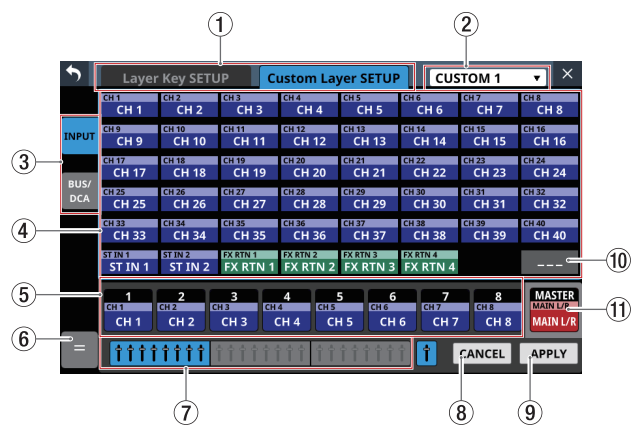 ① ②
Layer Key SETUP Custom Layer SETUP CUSTOM 1 ▼ ×
CH 1 CH 2 CH 3 CH 4 CH 5 CH 6 CH 7 CH 8
CH 1 CH 2 CH 3 CH 4 CH 5 CH 6 CH 7 CH 8
CH 9 CH 10 CH 11 CH 12 CH 13 CH 14 CH 15 CH 16
INPUT CH 9 CH 10 CH 11 CH 12 CH 13 CH 14 CH 15 CH 16
③
CH 17 CH 18 CH 19 CH 20 CH 21 CH 22 CH 23 CH 24
CH 17 CH 18 CH 19 CH 20 CH 21 CH 22 CH 23 CH 24
BUS/
DCA
CH 25 CH 26 CH 27 CH 28 CH 29 CH 30 CH 31 CH 32
CH 25 CH 26 CH 27 CH 28 CH 29 CH 30 CH 31 CH 32
CH 33 CH 34 CH 35 CH 36 CH 37 CH 38 CH 39 CH 40
④ CH 33 CH 34 CH 35 CH 36 CH 37 CH 38 CH 39 CH 40
ST IN 1 ST IN 2 FX RTN 1 FX RTN 2 FX RTN 3 FX RTN 4
ST IN 1 ST IN 2 FX RTN 1 FX RTN 2 FX RTN 3 FX RTN 4 _ _ _ ⑩
⑤ 1 2 3 4 5 6 7 8 MASTER
CH 1 CH 2 CH 3 CH 4 CH 5 CH 6 CH 7 CH 8 MAIN L/R ⑪
CH 1 CH 2 CH 3 CH 4 CH 5 CH 6 CH 7 CH 8 MAIN L/R
⑥ =
CANCEL APPLY
⑦ ⑧ ⑨